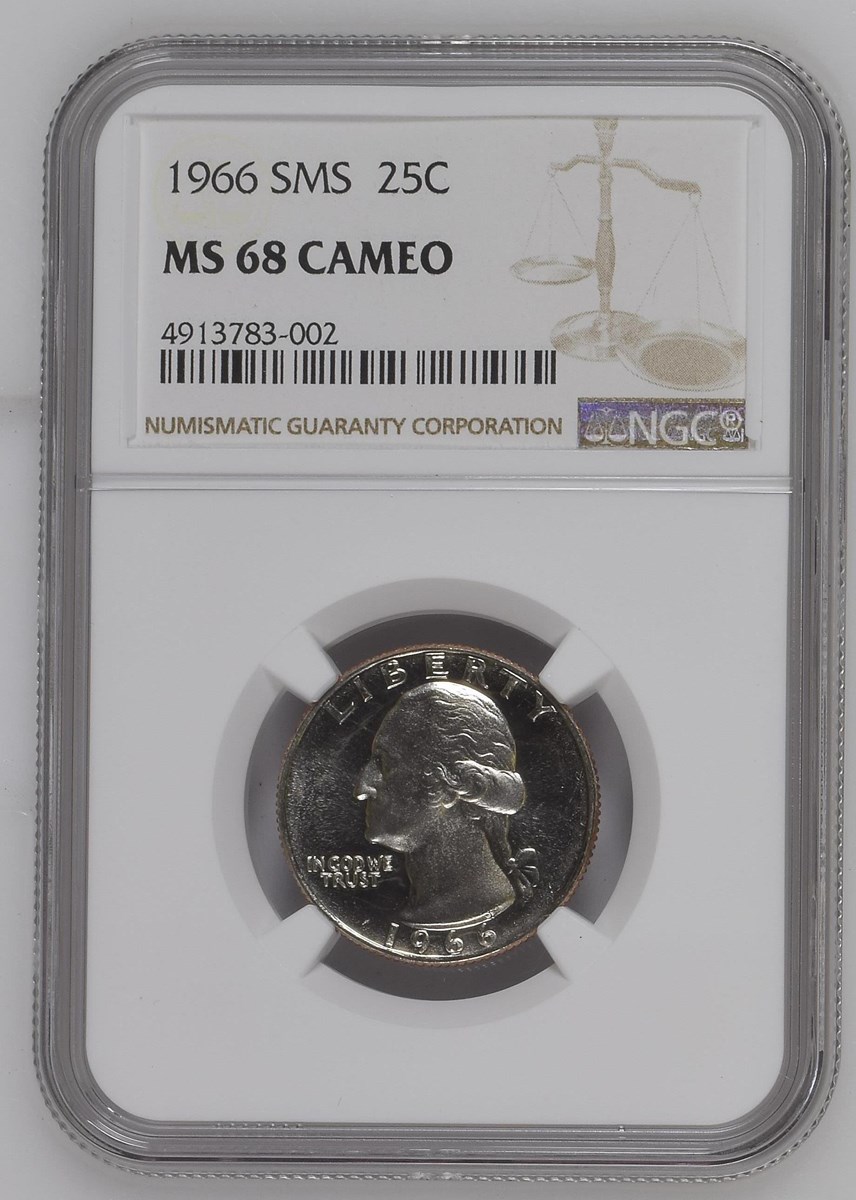 1966 SMS 25C
MS 68 CAMEO
4913783-002
NUMISMATIC GUARANTY CORPORATION
NGC®
LIBERTY
IN GOD WE
TRUST
1966